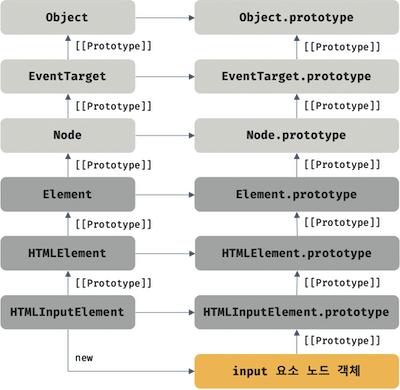 Object Object.prototype
[[Prototype]] [[Prototype]]
EventTarget EventTarget.prototype
[[Prototype]] [[Prototype]]
Node Node.prototype
[[Prototype]] [[Prototype]]
Element Element.prototype
[[Prototype]] [[Prototype]]
HTMLElement HTMLElement.prototype
[[Prototype]] [[Prototype]]
HTMLInputElement HTMLInputElement.prototype
[[Prototype]]
new
input 요소 노드 객체